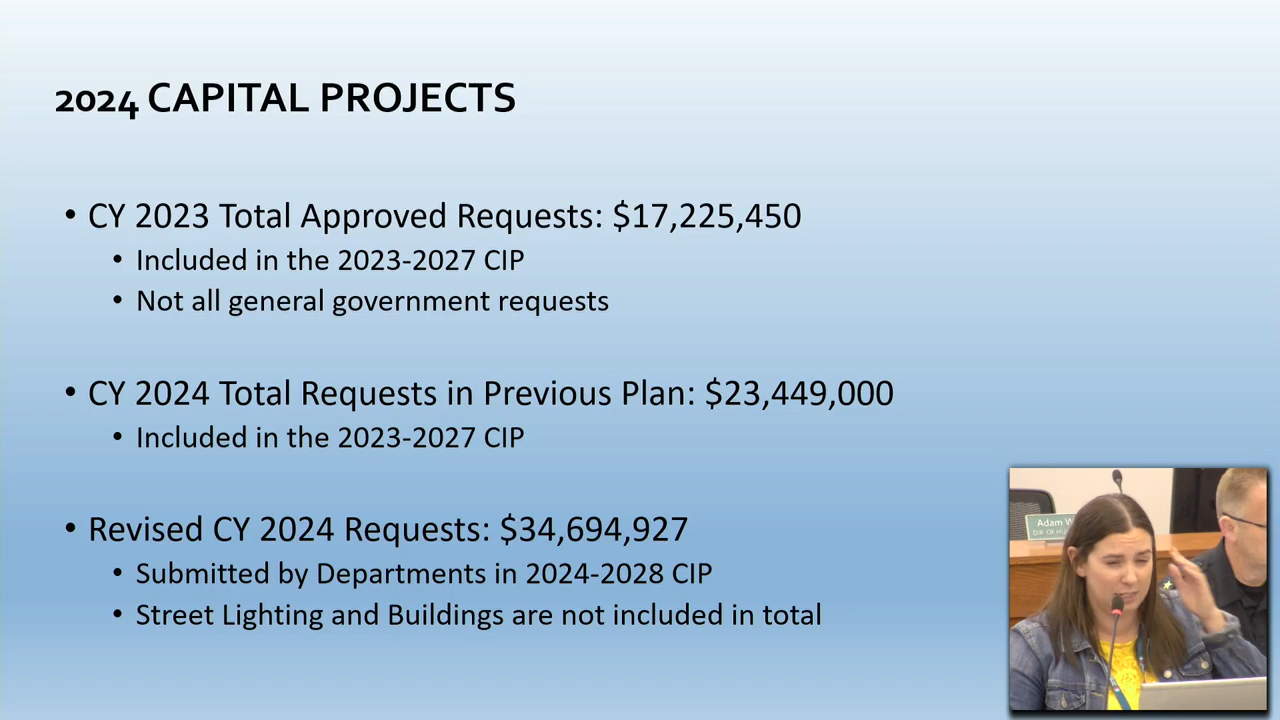 2024 CAPITAL PROJECTS
• CY 2023 Total Approved Requests: $17,225,450
• Included in the 2023-2027 CIP
• Not all general government requests
• CY 2024 Total Requests in Previous Plan: $23,449,000
• Included in the 2023-2027 CIP
• Revised CY 2024 Requests: $34,694,927
• Submitted by Departments in 2024-2028 CIP
• Street Lighting and Buildings are not included in total
Adam